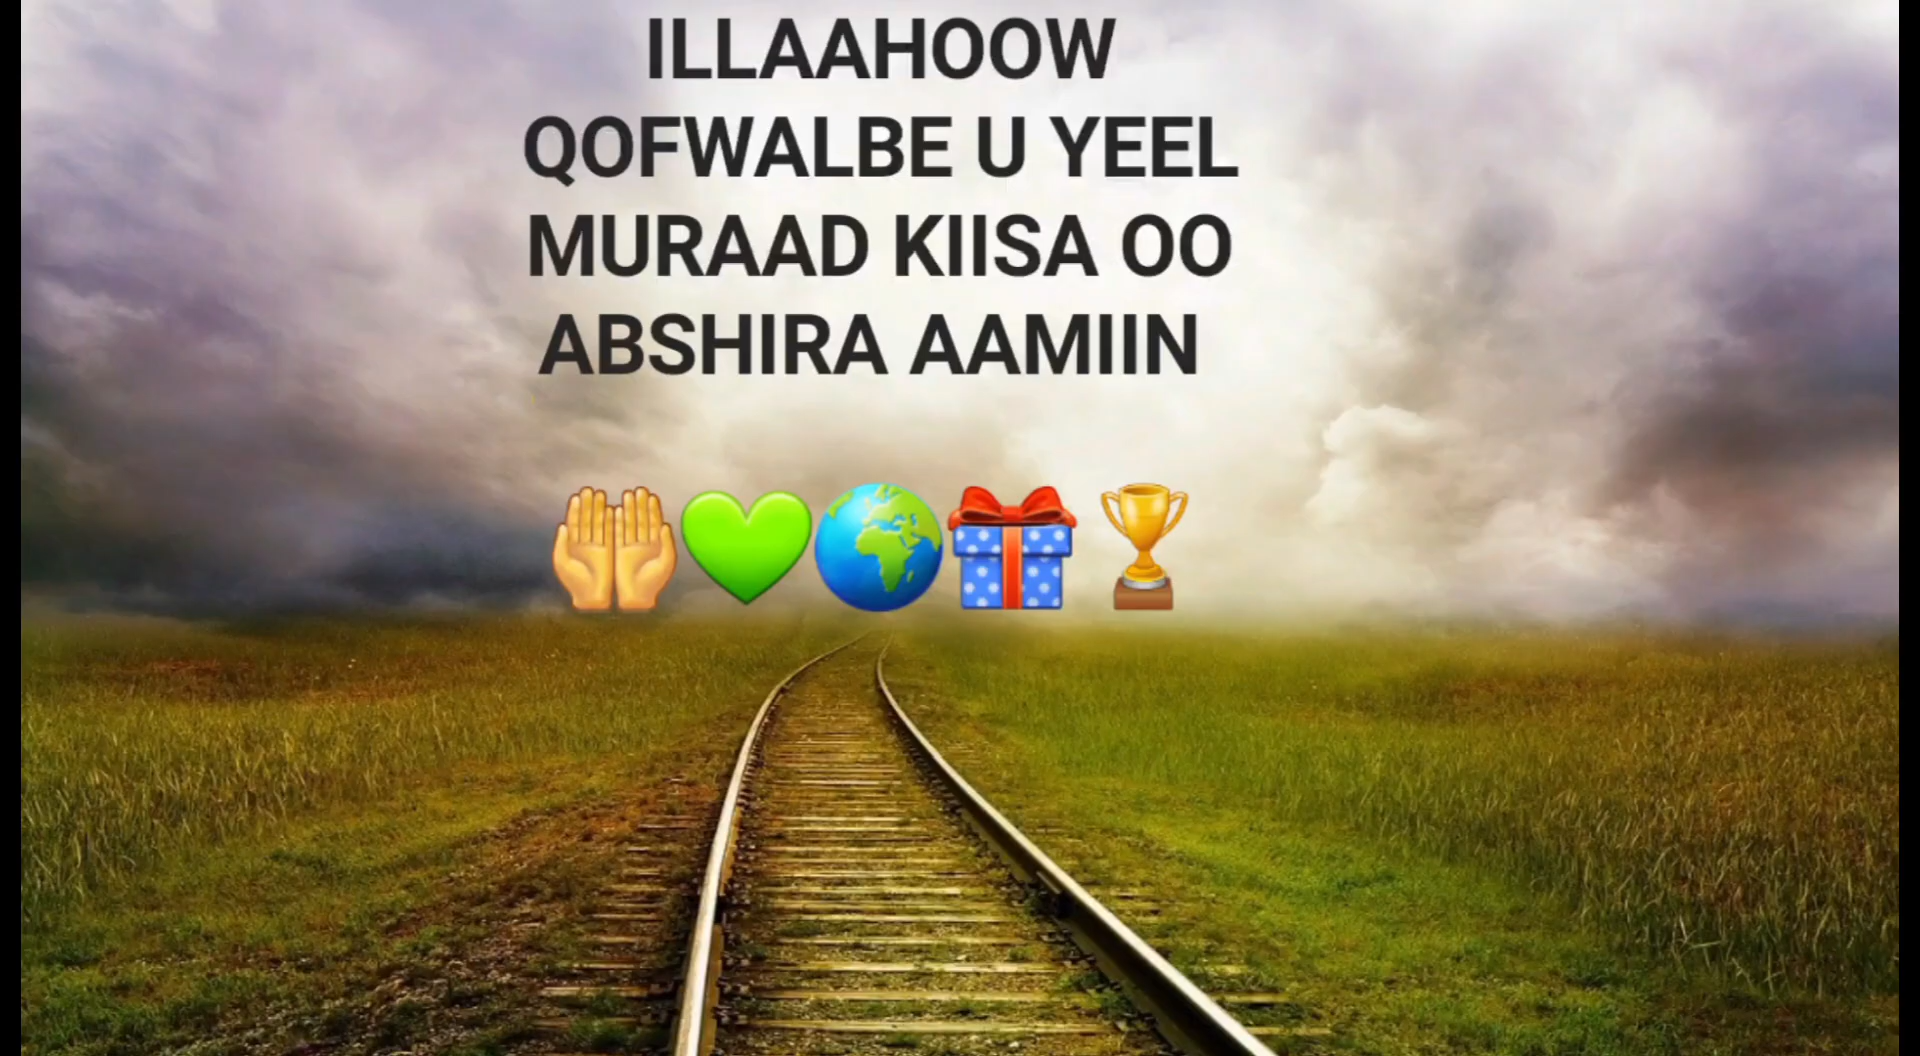 ILLAAHOOW
QOFWALBE U YEEL
MURAAD KIISA OO
ABSHIRA AAMIIN
🤲💚🌍🎁🏆